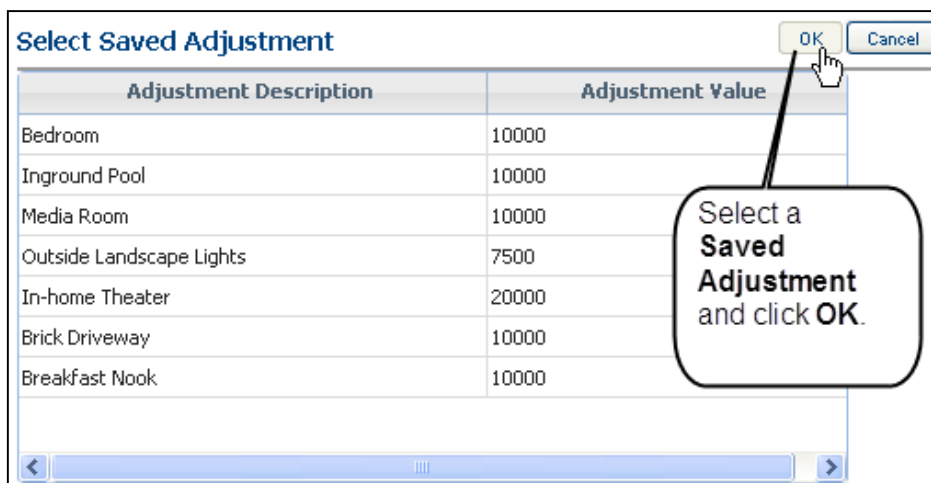 Select Saved Adjustment OK Cancel
Adjustment Description Adjustment Value
Bedroom 10000
Inground Pool 10000
Media Room 10000
Outside Landscape Lights 7500
In-home Theater 20000
Brick Driveway 10000
Breakfast Nook 10000
Select a
Saved
Adjustment
and click OK.